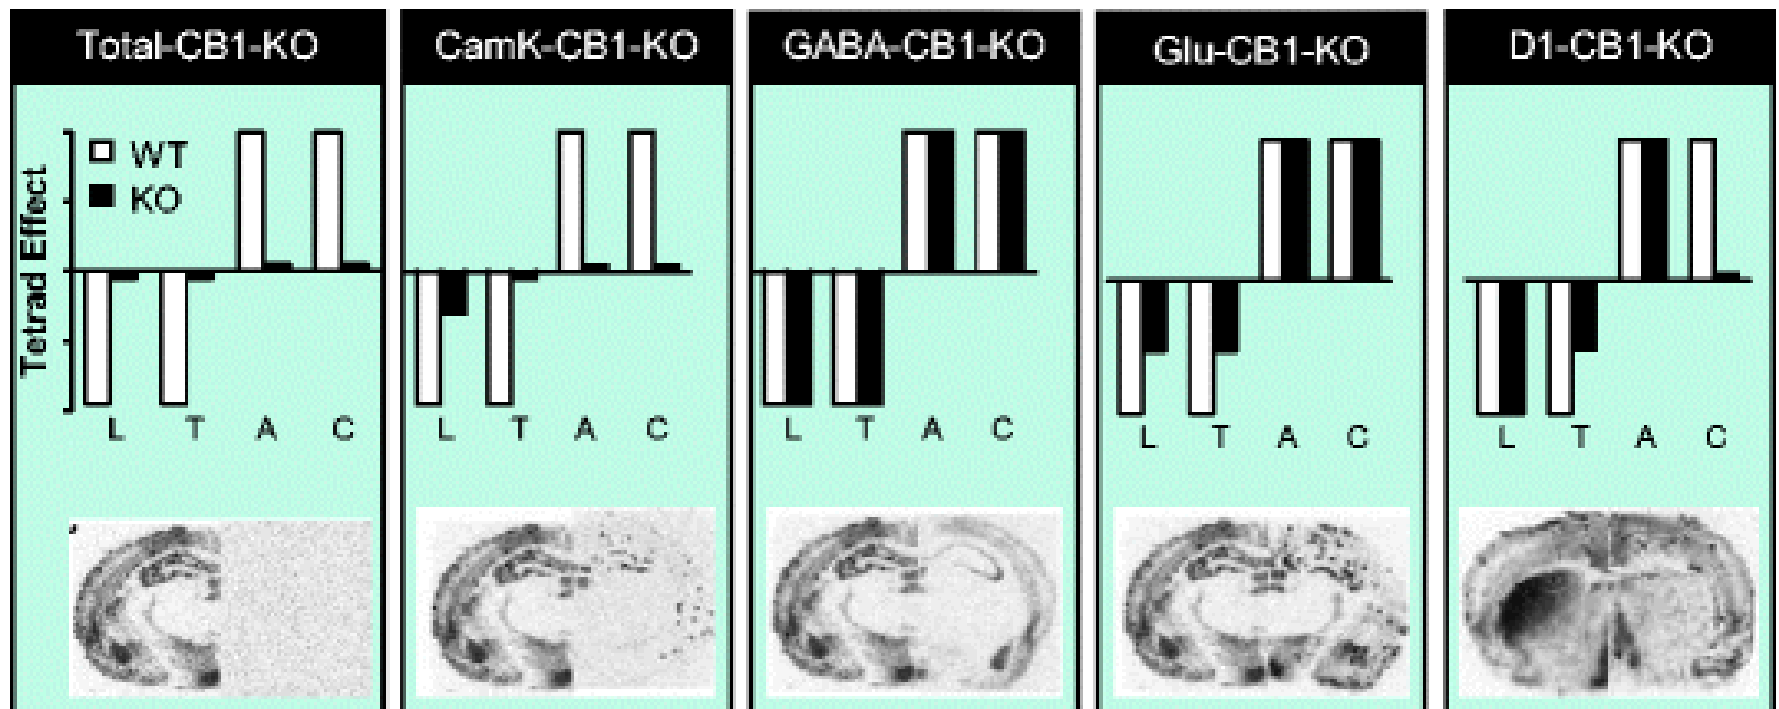 Total-CB1-KO
CamK-CB1-KO
GABA-CB1-KO
Glu-CB1-KO
D1-CB1-KO
Tetrad Effect
WT
KO
L T A C
L T A C
L T A C
L T A C
L T A C